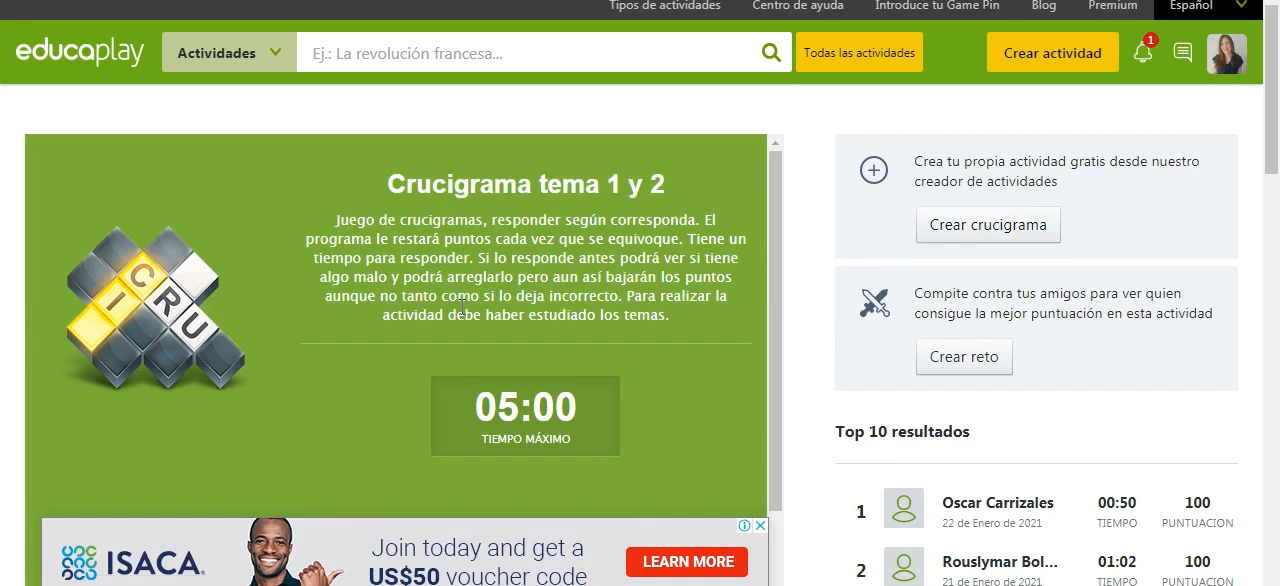 Tipos de actividades Centro de ayuda Introduce tu Game Pin Blog Premium Español
educaplay Actividades Ej.: La revolución francesa... Todas las actividades Crear actividad 1
Crucigrama tema 1 y 2
Juego de crucigramas, responder según corresponda. El
programa le restará puntos cada vez que se equivoque. Tiene un
tiempo para responder. Si lo responde antes podrá ver si tiene
algo malo y podrá arreglarlo pero aun así bajarán los puntos
aunque no tanto como si lo deja incorrecto. Para realizar la
actividad debe haber estudiado los temas.
C
I R
U
05:00
TIEMPO MÁXIMO
ISACA.
Join today and get a
US$50 voucher code
LEARN MORE
Crea tu propia actividad gratis desde nuestro
creador de actividades
Crear crucigrama
Compite contra tus amigos para ver quien
consigue la mejor puntuación en esta actividad
Crear reto
Top 10 resultados
1 Oscar Carrizales 00:50 100
22 de Enero de 2021 TIEMPO PUNTUACION
2 Rouslymar Bol... 01:02 100
21 de Enero de 2021 TIEMPO PUNTUACION